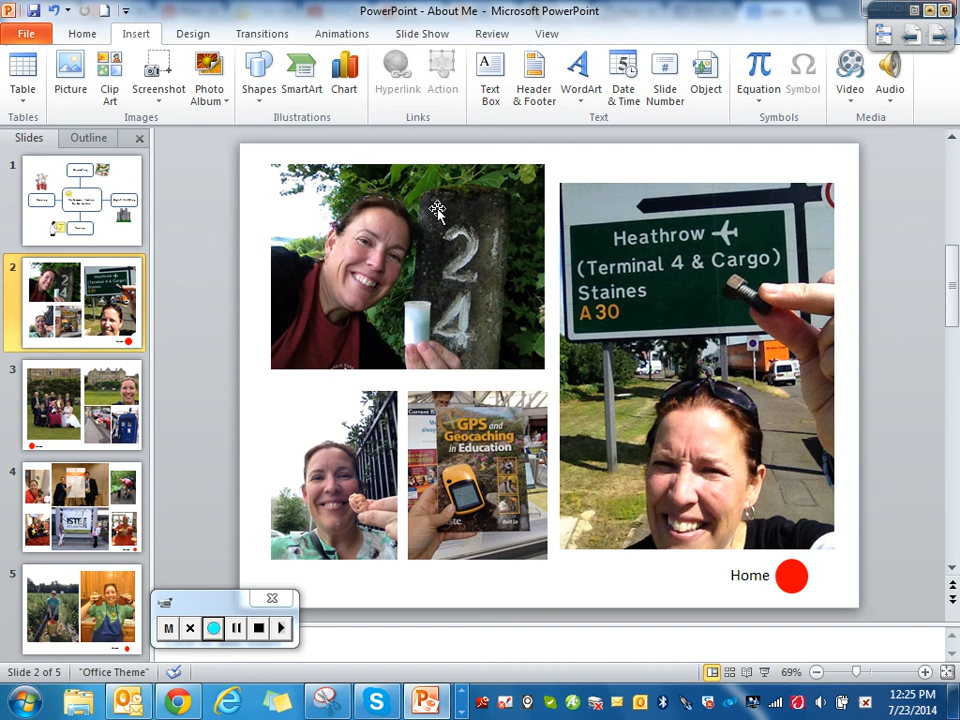 PowerPoint - About Me - Microsoft PowerPoint
File Home Insert Design Transitions Animations Slide Show Review View
Table
Picture
Clip Art
Screenshot
Photo Album
Shapes
SmartArt
Chart
Hyperlink
Action
Text Box
Header & Footer
WordArt
Date & Time
Slide Number
Object
Equation
Symbol
Video
Audio
Tables Images Illustrations Links Text Symbols Media
Slides Outline
1
2
3
4
5
21
4
Heathrow
(Terminal 4 & Cargo)
Staines
A30
GPS and
Geocaching
in Education
Home
M
Slide 2 of 5 "Office Theme" 69%
12:25 PM
7/23/2014